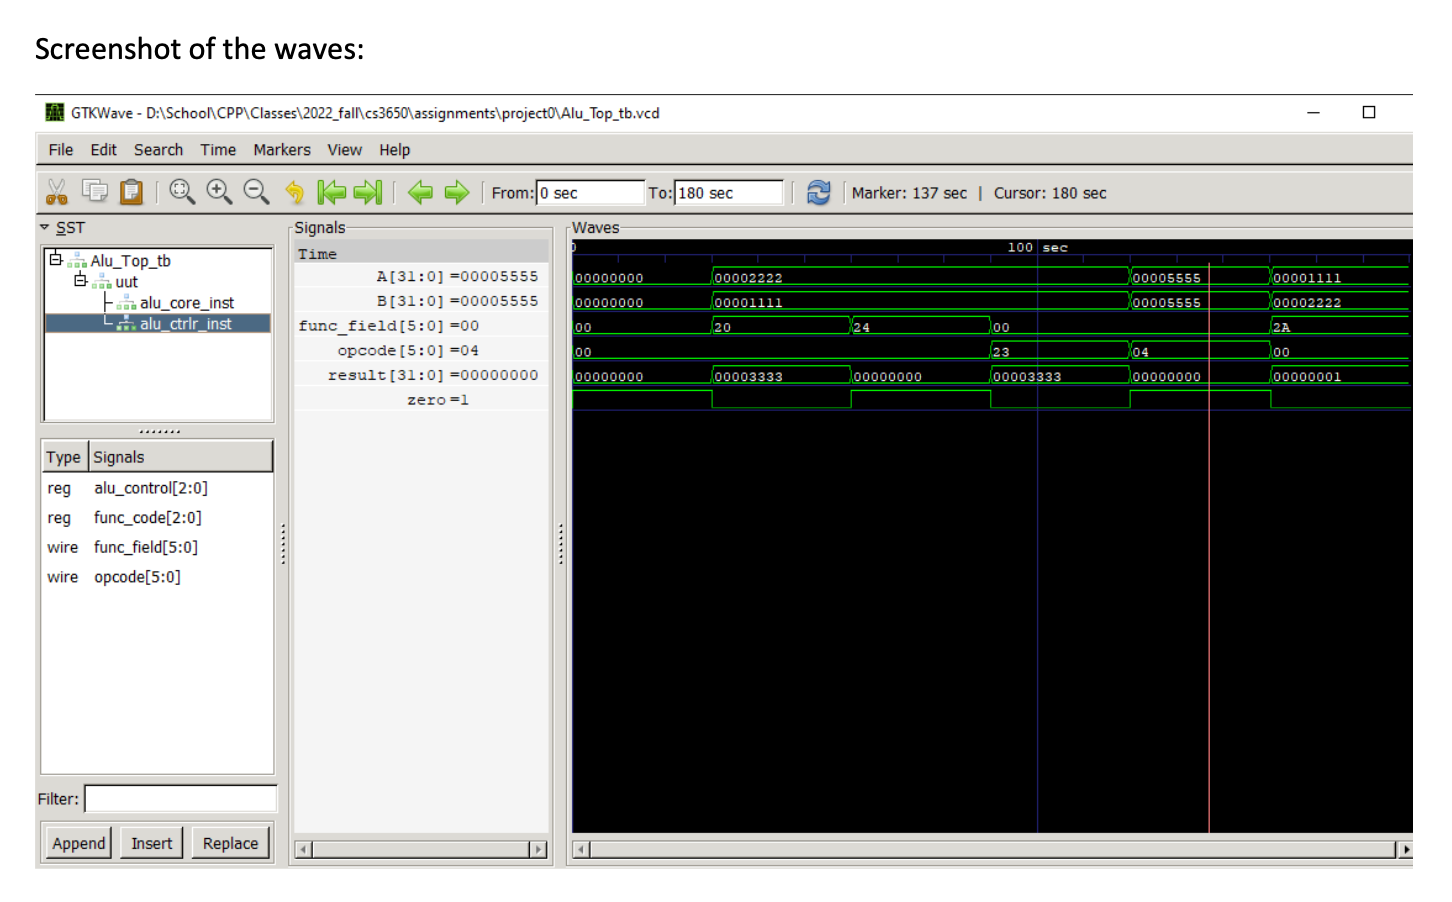 Screenshot of the waves:
GTKWave - D:\School\CPP\Classes\2022_fall\cs3650\assignments\project0\Alu_Top_tb.vcd
File Edit Search Time Markers View Help
From: 0 sec To: 180 sec Marker: 137 sec | Cursor: 180 sec
SST
Alu_Top_tb
uut
alu_core_inst
alu_ctrlr_inst
Type Signals
reg alu_control[2:0]
reg func_code[2:0]
wire func_field[5:0]
wire opcode[5:0]
Filter:
Append Insert Replace
Signals
Time
A[31:0] =00005555
B[31:0] =00005555
func_field[5:0] =00
opcode[5:0] =04
result[31:0] =00000000
zero =1
Waves
0 100 sec
00000000 00002222 00005555 00001111
00000000 00001111 00005555 00002222
00 20 24 00 2A
00 23 04 00
00000000 00003333 00000000 00003333 00000000 00000001